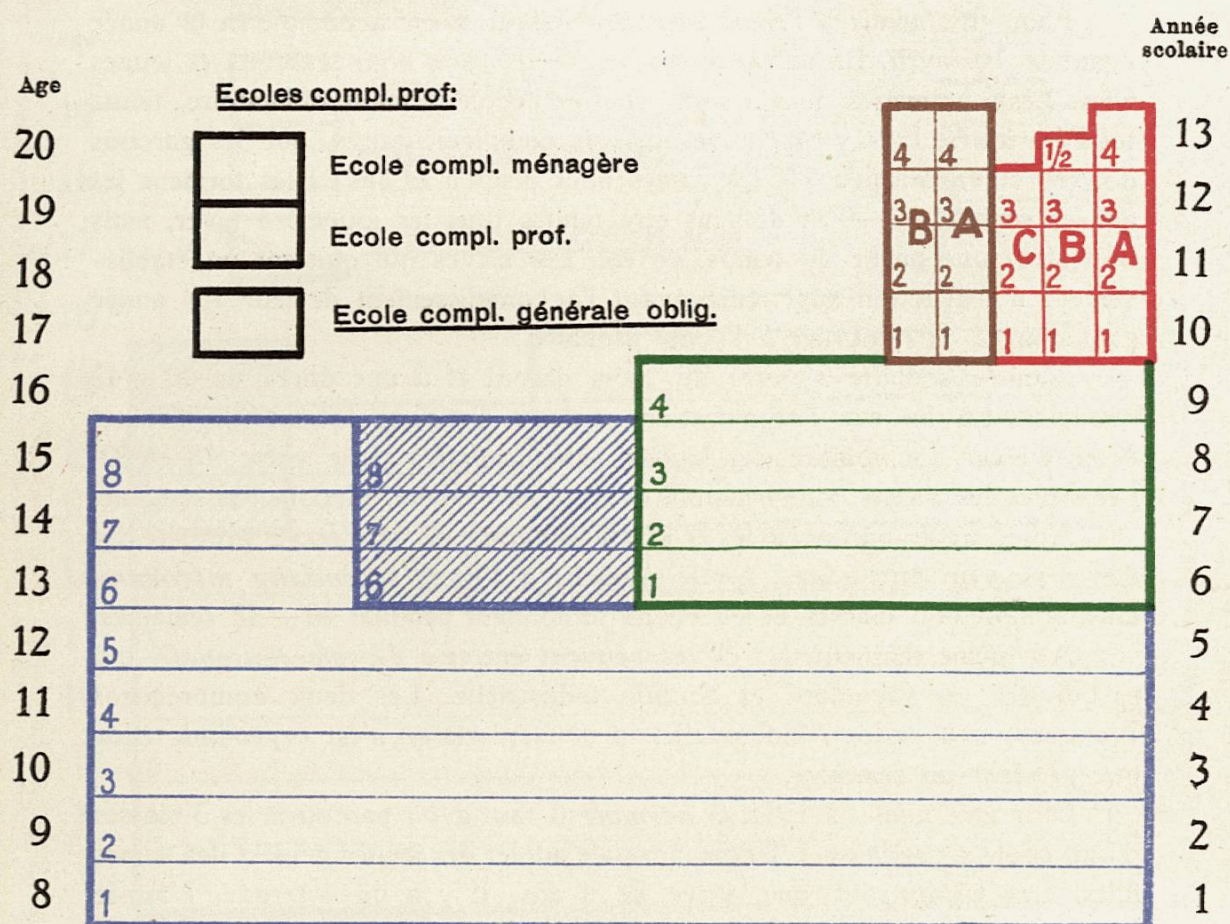 Année
scolaire
Age
Ecoles compl. prof:
20 Ecole compl. ménagère 4 4 1/2 4 13
19 Ecole compl. prof. 3 3 3 3 3 12
B A C B A
18 2 2 2 2 2 11
17 Ecole compl. générale oblig. 1 1 1 1 1 10
16 4 9
15 8 8 3 8
14 7 7 2 7
13 6 6 1 6
12 5 5
11 4 4
10 3 3
9 2 2
8 1 1